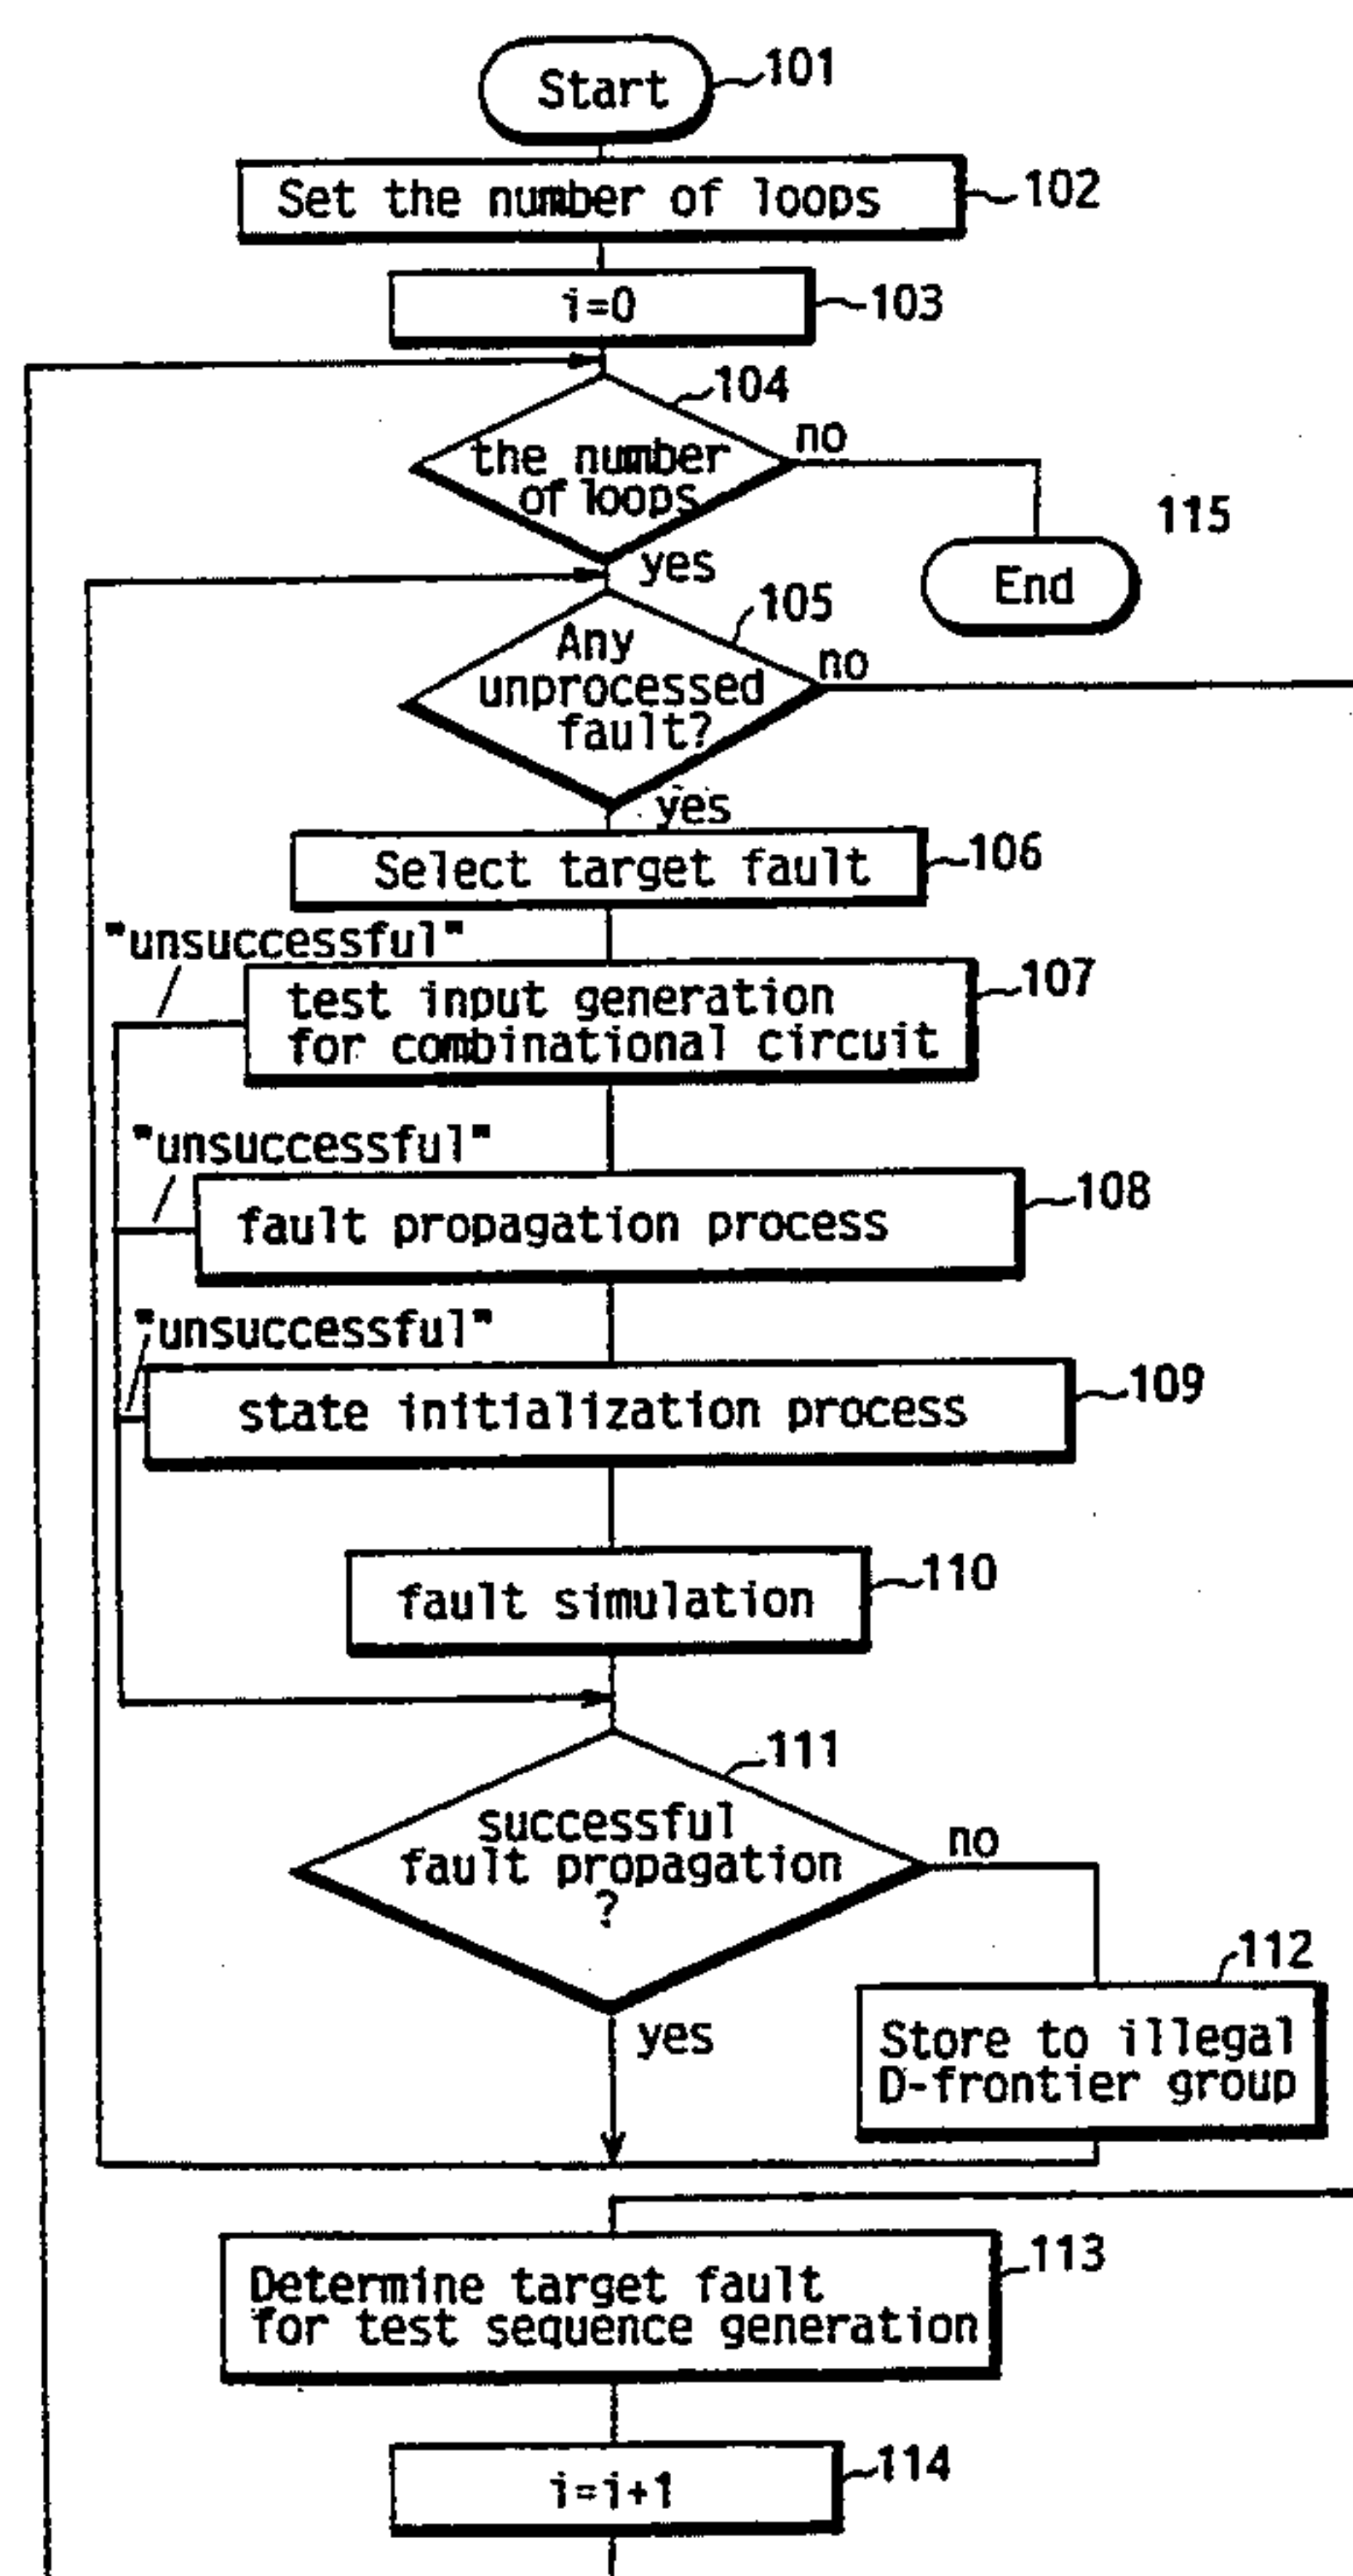 Start
101
Set the number of loops
102
i=0
103
104
the number
of loops
no
yes
115
End
105
Any
unprocessed
fault?
no
yes
Select target fault
106
"unsuccessful"
test input generation
for combinational circuit
107
"unsuccessful"
fault propagation process
108
"unsuccessful"
state initialization process
109
fault simulation
110
111
successful
fault propagation
?
no
yes
112
Store to illegal
D-frontier group
Determine target fault
for test sequence generation
113
i=i+1
114